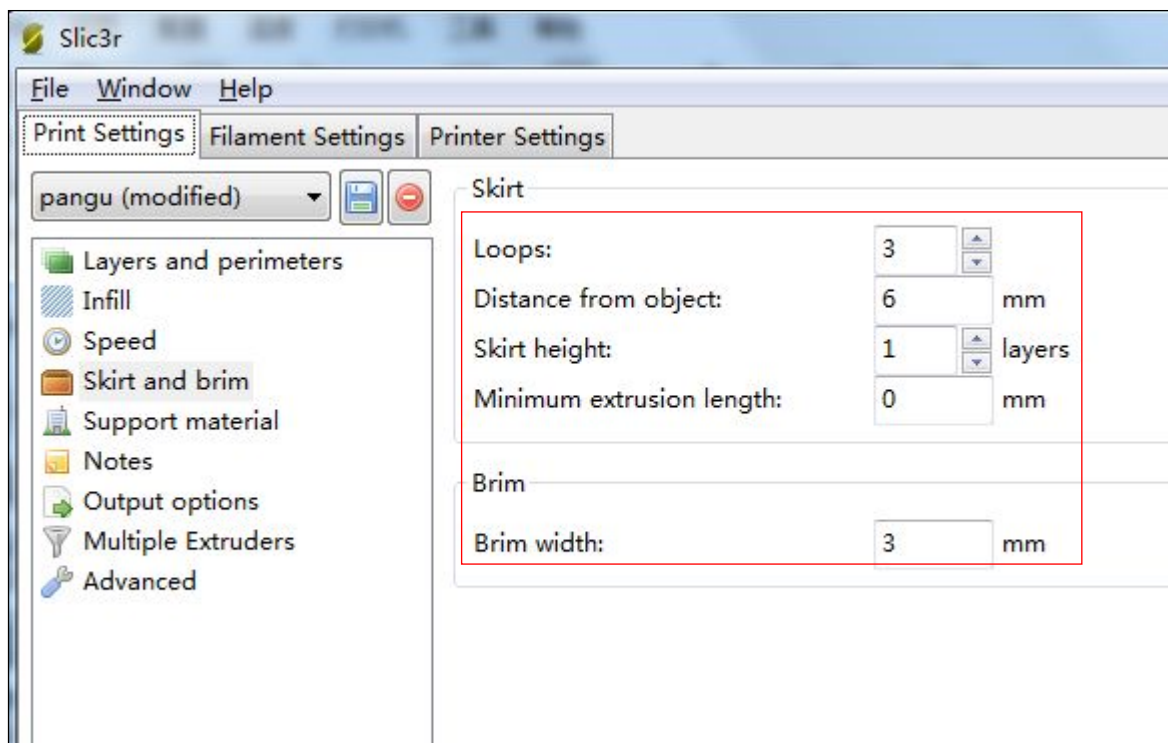 Slic3r
File Window Help
Print Settings Filament Settings Printer Settings
pangu (modified)
Layers and perimeters
Infill
Speed
Skirt and brim
Support material
Notes
Output options
Multiple Extruders
Advanced
Skirt
Loops: 3
Distance from object: 6 mm
Skirt height: 1 layers
Minimum extrusion length: 0 mm
Brim
Brim width: 3 mm